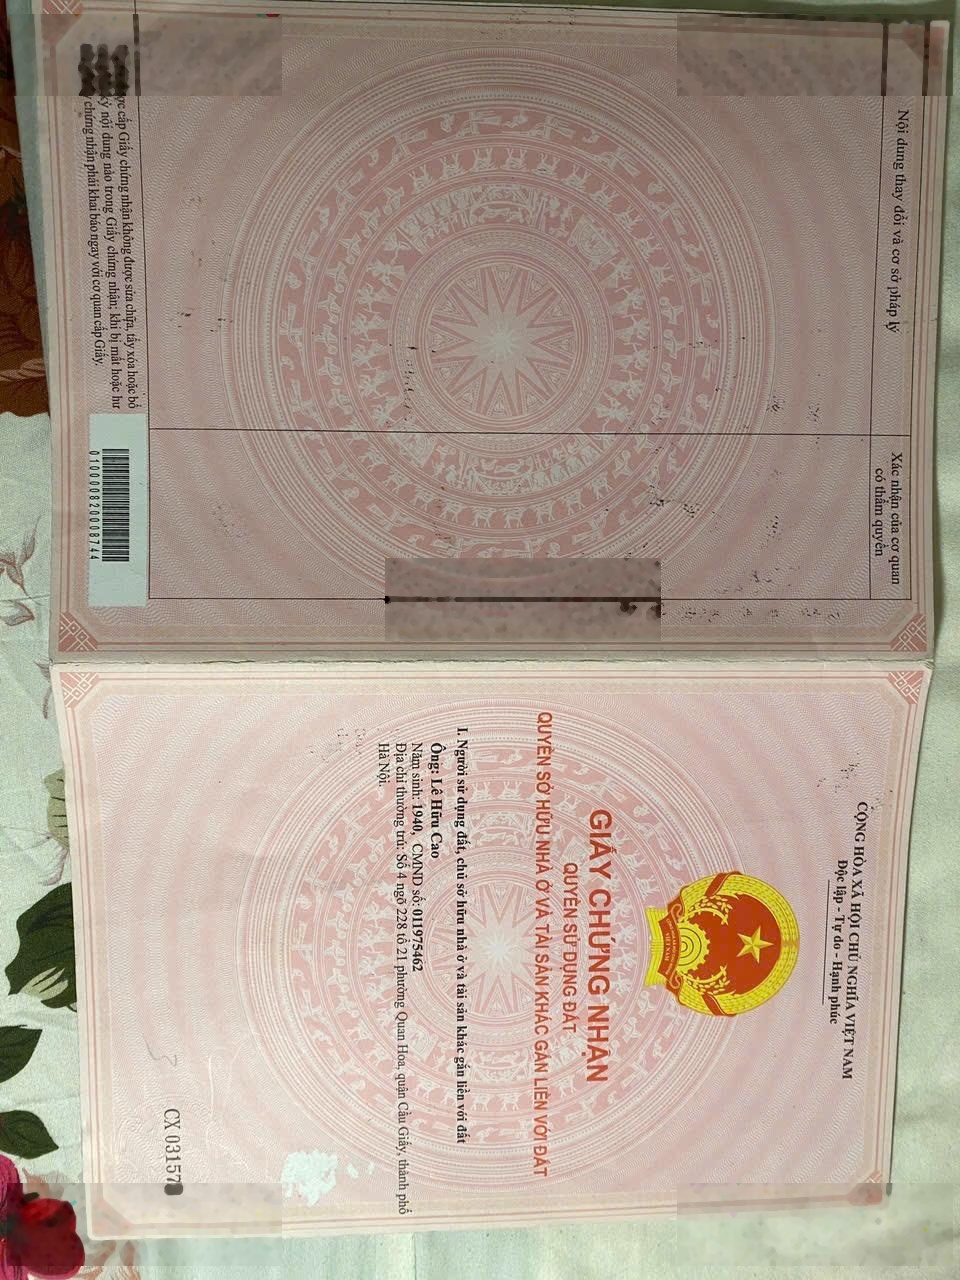 CỘNG HÒA XÃ HỘI CHỦ NGHĨA VIỆT NAM
Độc lập - Tự do - Hạnh phúc
GIẤY CHỨNG NHẬN
QUYỀN SỬ DỤNG ĐẤT
QUYỀN SỞ HỮU NHÀ Ở VÀ TÀI SẢN KHÁC GẮN LIỀN VỚI ĐẤT
I. Người sử dụng đất, chủ sở hữu nhà ở và tài sản khác gắn liền với đất
Ông: Lê Hữu Cao
Năm sinh: 1940, CMND số: 011975462
Địa chỉ thường trú: Số 4 ngõ 228 tổ 21 phường Quan Hoa, quận Cầu Giấy, thành phố
Hà Nội.
CX 03157
Nội dung thay đổi và cơ sở pháp lý
Xác nhận của cơ quan
có thẩm quyền
cấp Giấy chứng nhận không được sửa chữa, tẩy xóa hoặc bổ
nội dung nào trong Giấy chứng nhận; khi bị mất hoặc hư
chứng nhận phải khai báo ngay với cơ quan cấp Giấy.
010000820008744